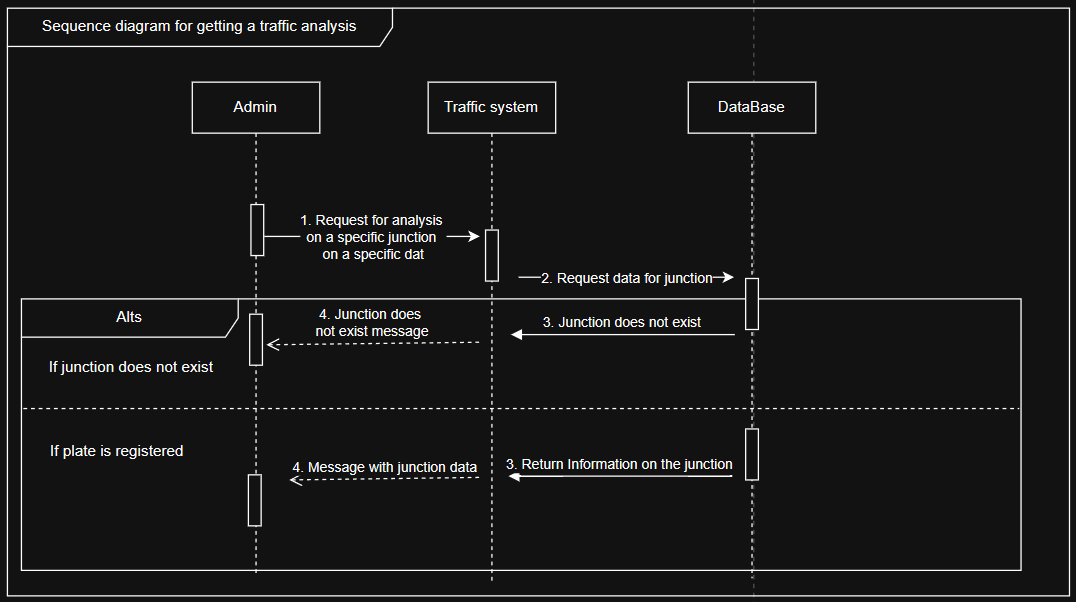 Sequence diagram for getting a traffic analysis
Admin
Traffic system
DataBase
1. Request for analysis
on a specific junction
on a specific dat
2. Request data for junction
Alts
4. Junction does
not exist message
3. Junction does not exist
If junction does not exist
If plate is registered
4. Message with junction data
3. Return Information on the junction